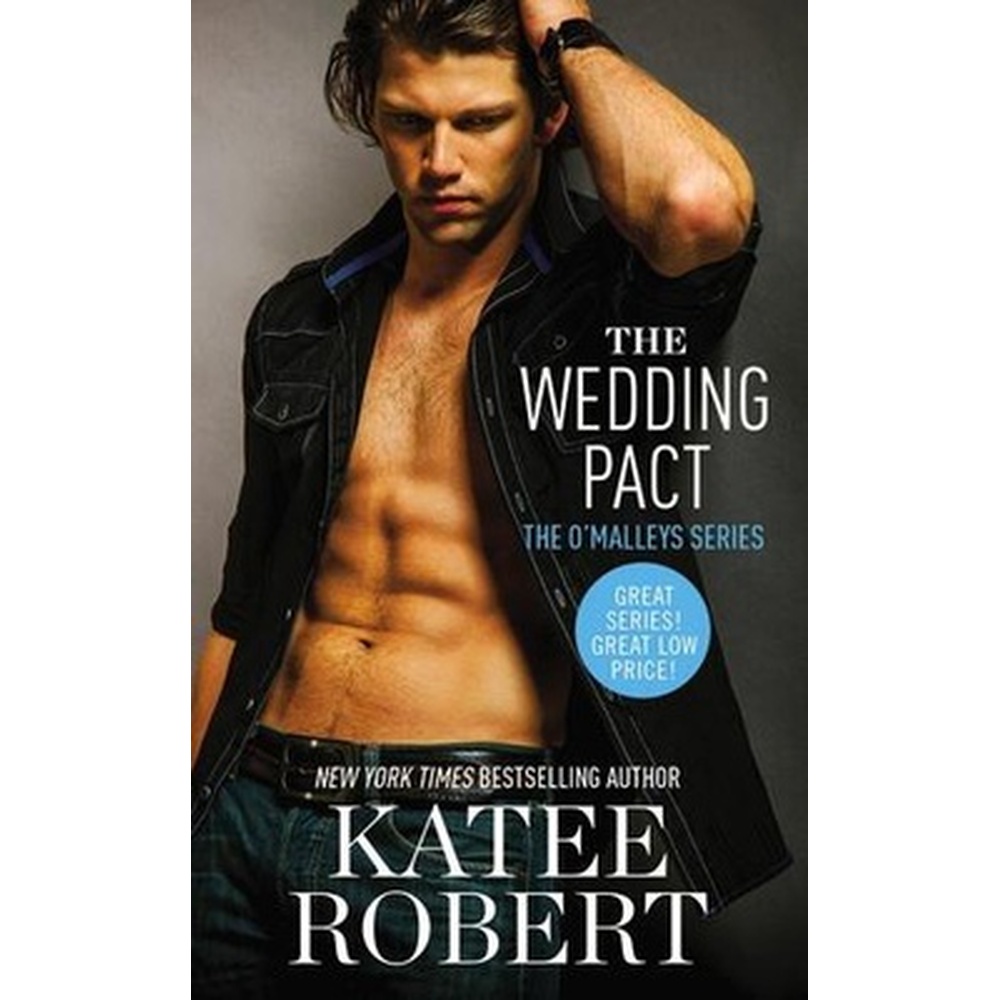 THE
WEDDING
PACT
THE O'MALLEYS SERIES
GREAT
SERIES!
GREAT LOW
PRICE!
NEW YORK TIMES BESTSELLING AUTHOR
KATEE
ROBERT